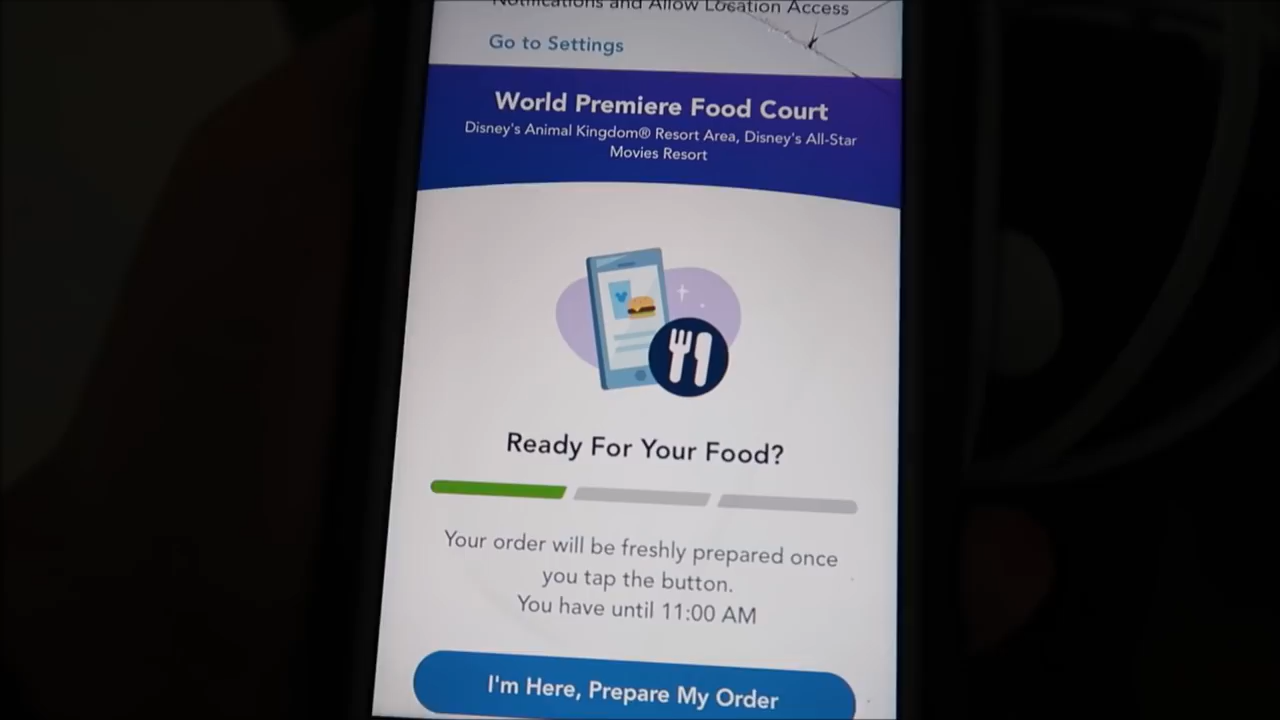 Notifications and Allow Location Access
Go to Settings
World Premiere Food Court
Disney's Animal Kingdom® Resort Area, Disney's All-Star
Movies Resort
Ready For Your Food?
Your order will be freshly prepared once
you tap the button.
You have until 11:00 AM
I'm Here, Prepare My Order